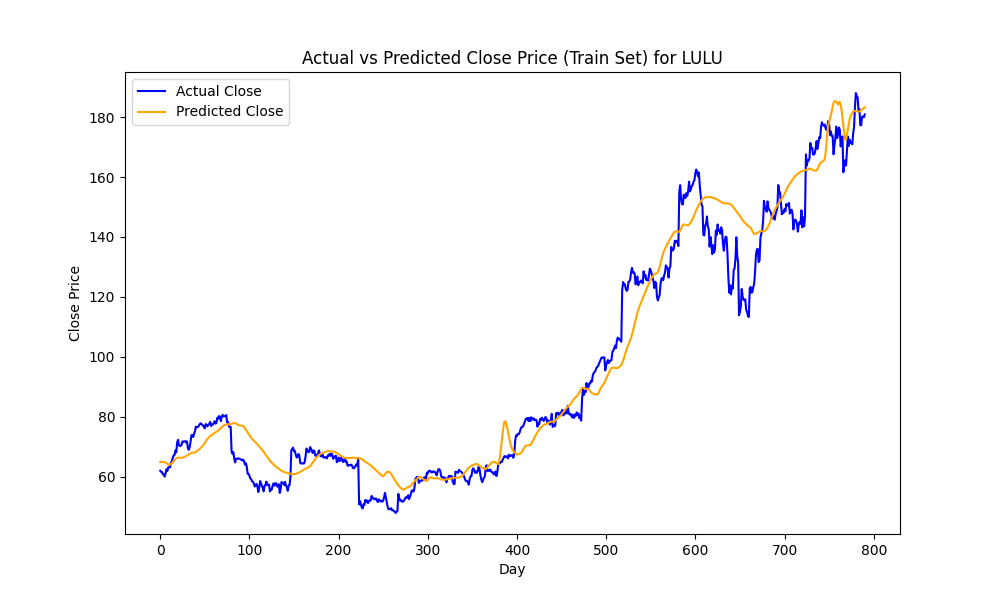 Actual vs Predicted Close Price (Train Set) for LULU
Actual Close
Predicted Close
180
160
140
120
100
80
60
Close Price
0 100 200 300 400 500 600 700 800
Day